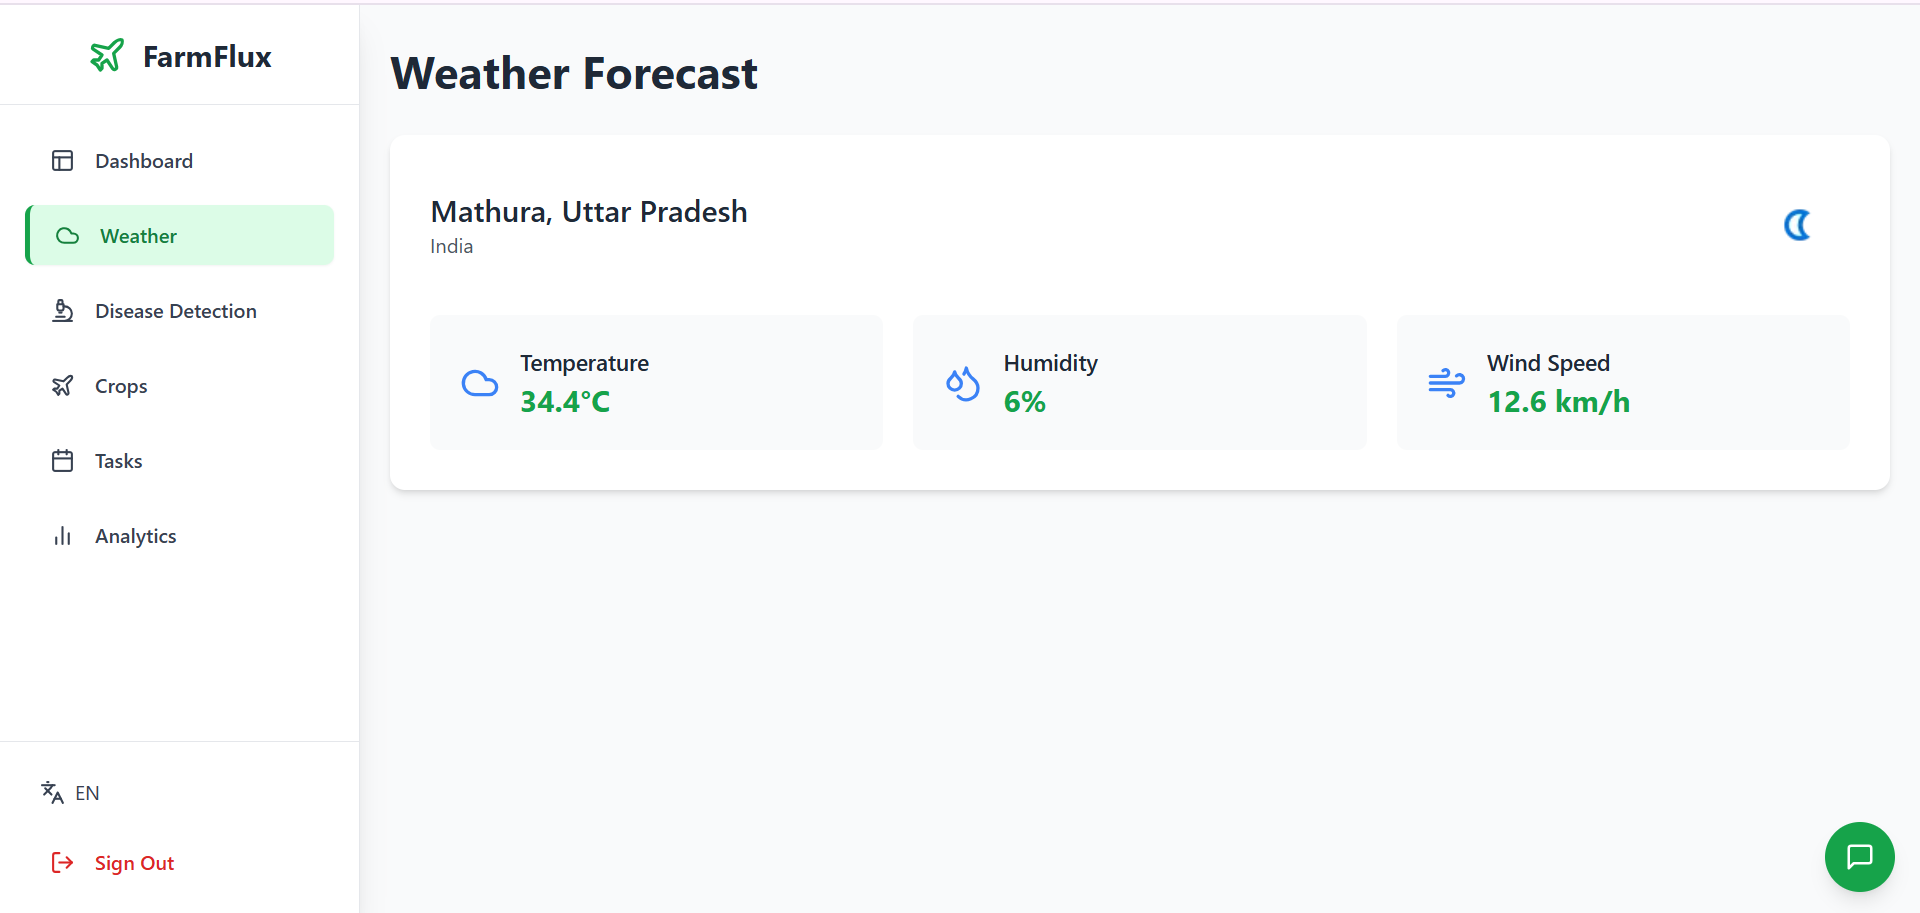 FarmFlux
Dashboard
Weather
Disease Detection
Crops
Tasks
Analytics
EN
Sign Out
Weather Forecast
Mathura, Uttar Pradesh
India
Temperature
34.4°C
Humidity
6%
Wind Speed
12.6 km/h